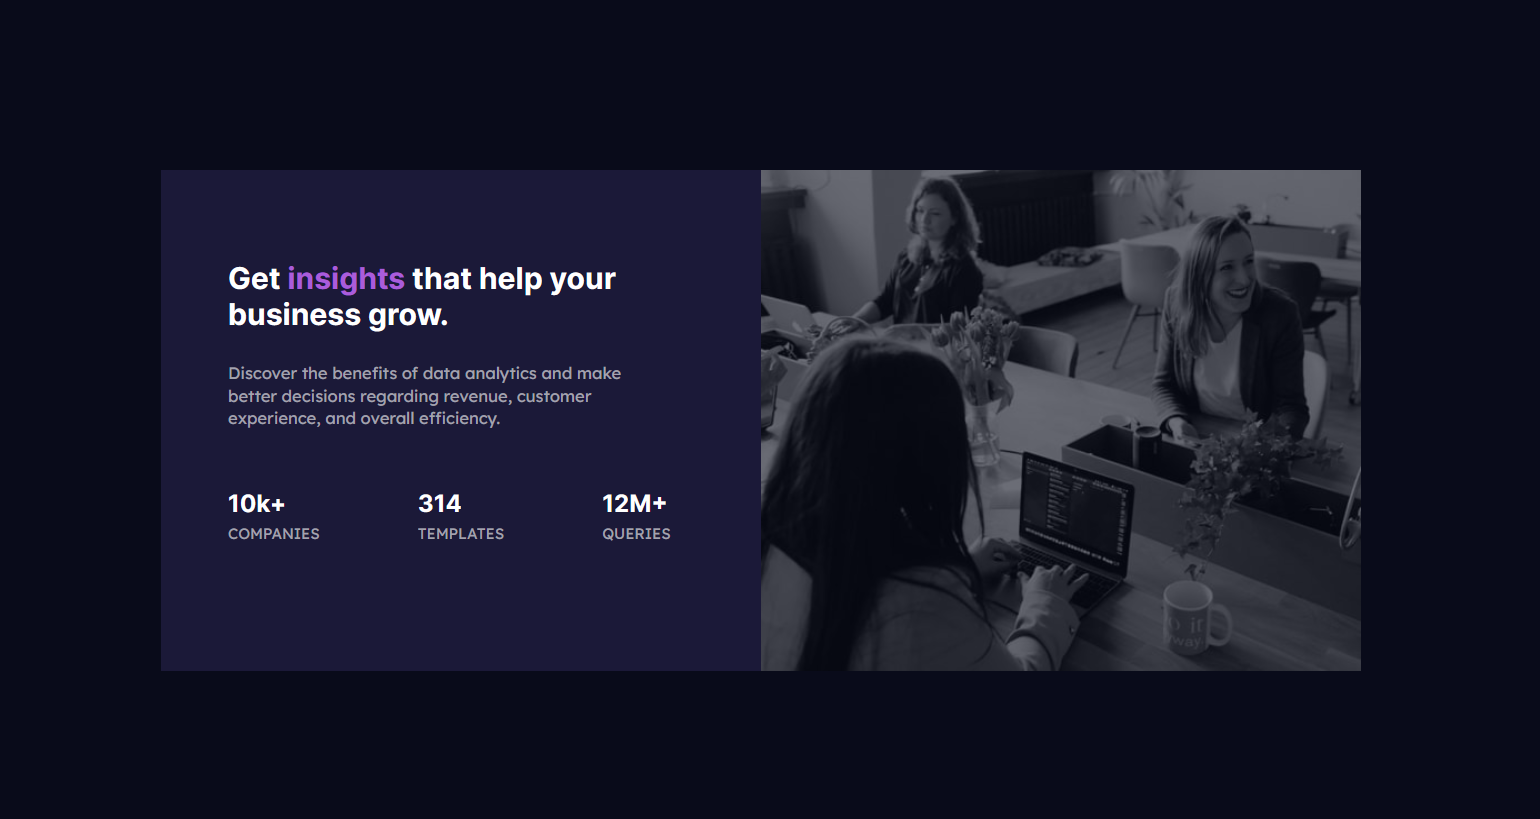 Get insights that help your
business grow.
Discover the benefits of data analytics and make
better decisions regarding revenue, customer
experience, and overall efficiency.
10k+
COMPANIES
314
TEMPLATES
12M+
QUERIES